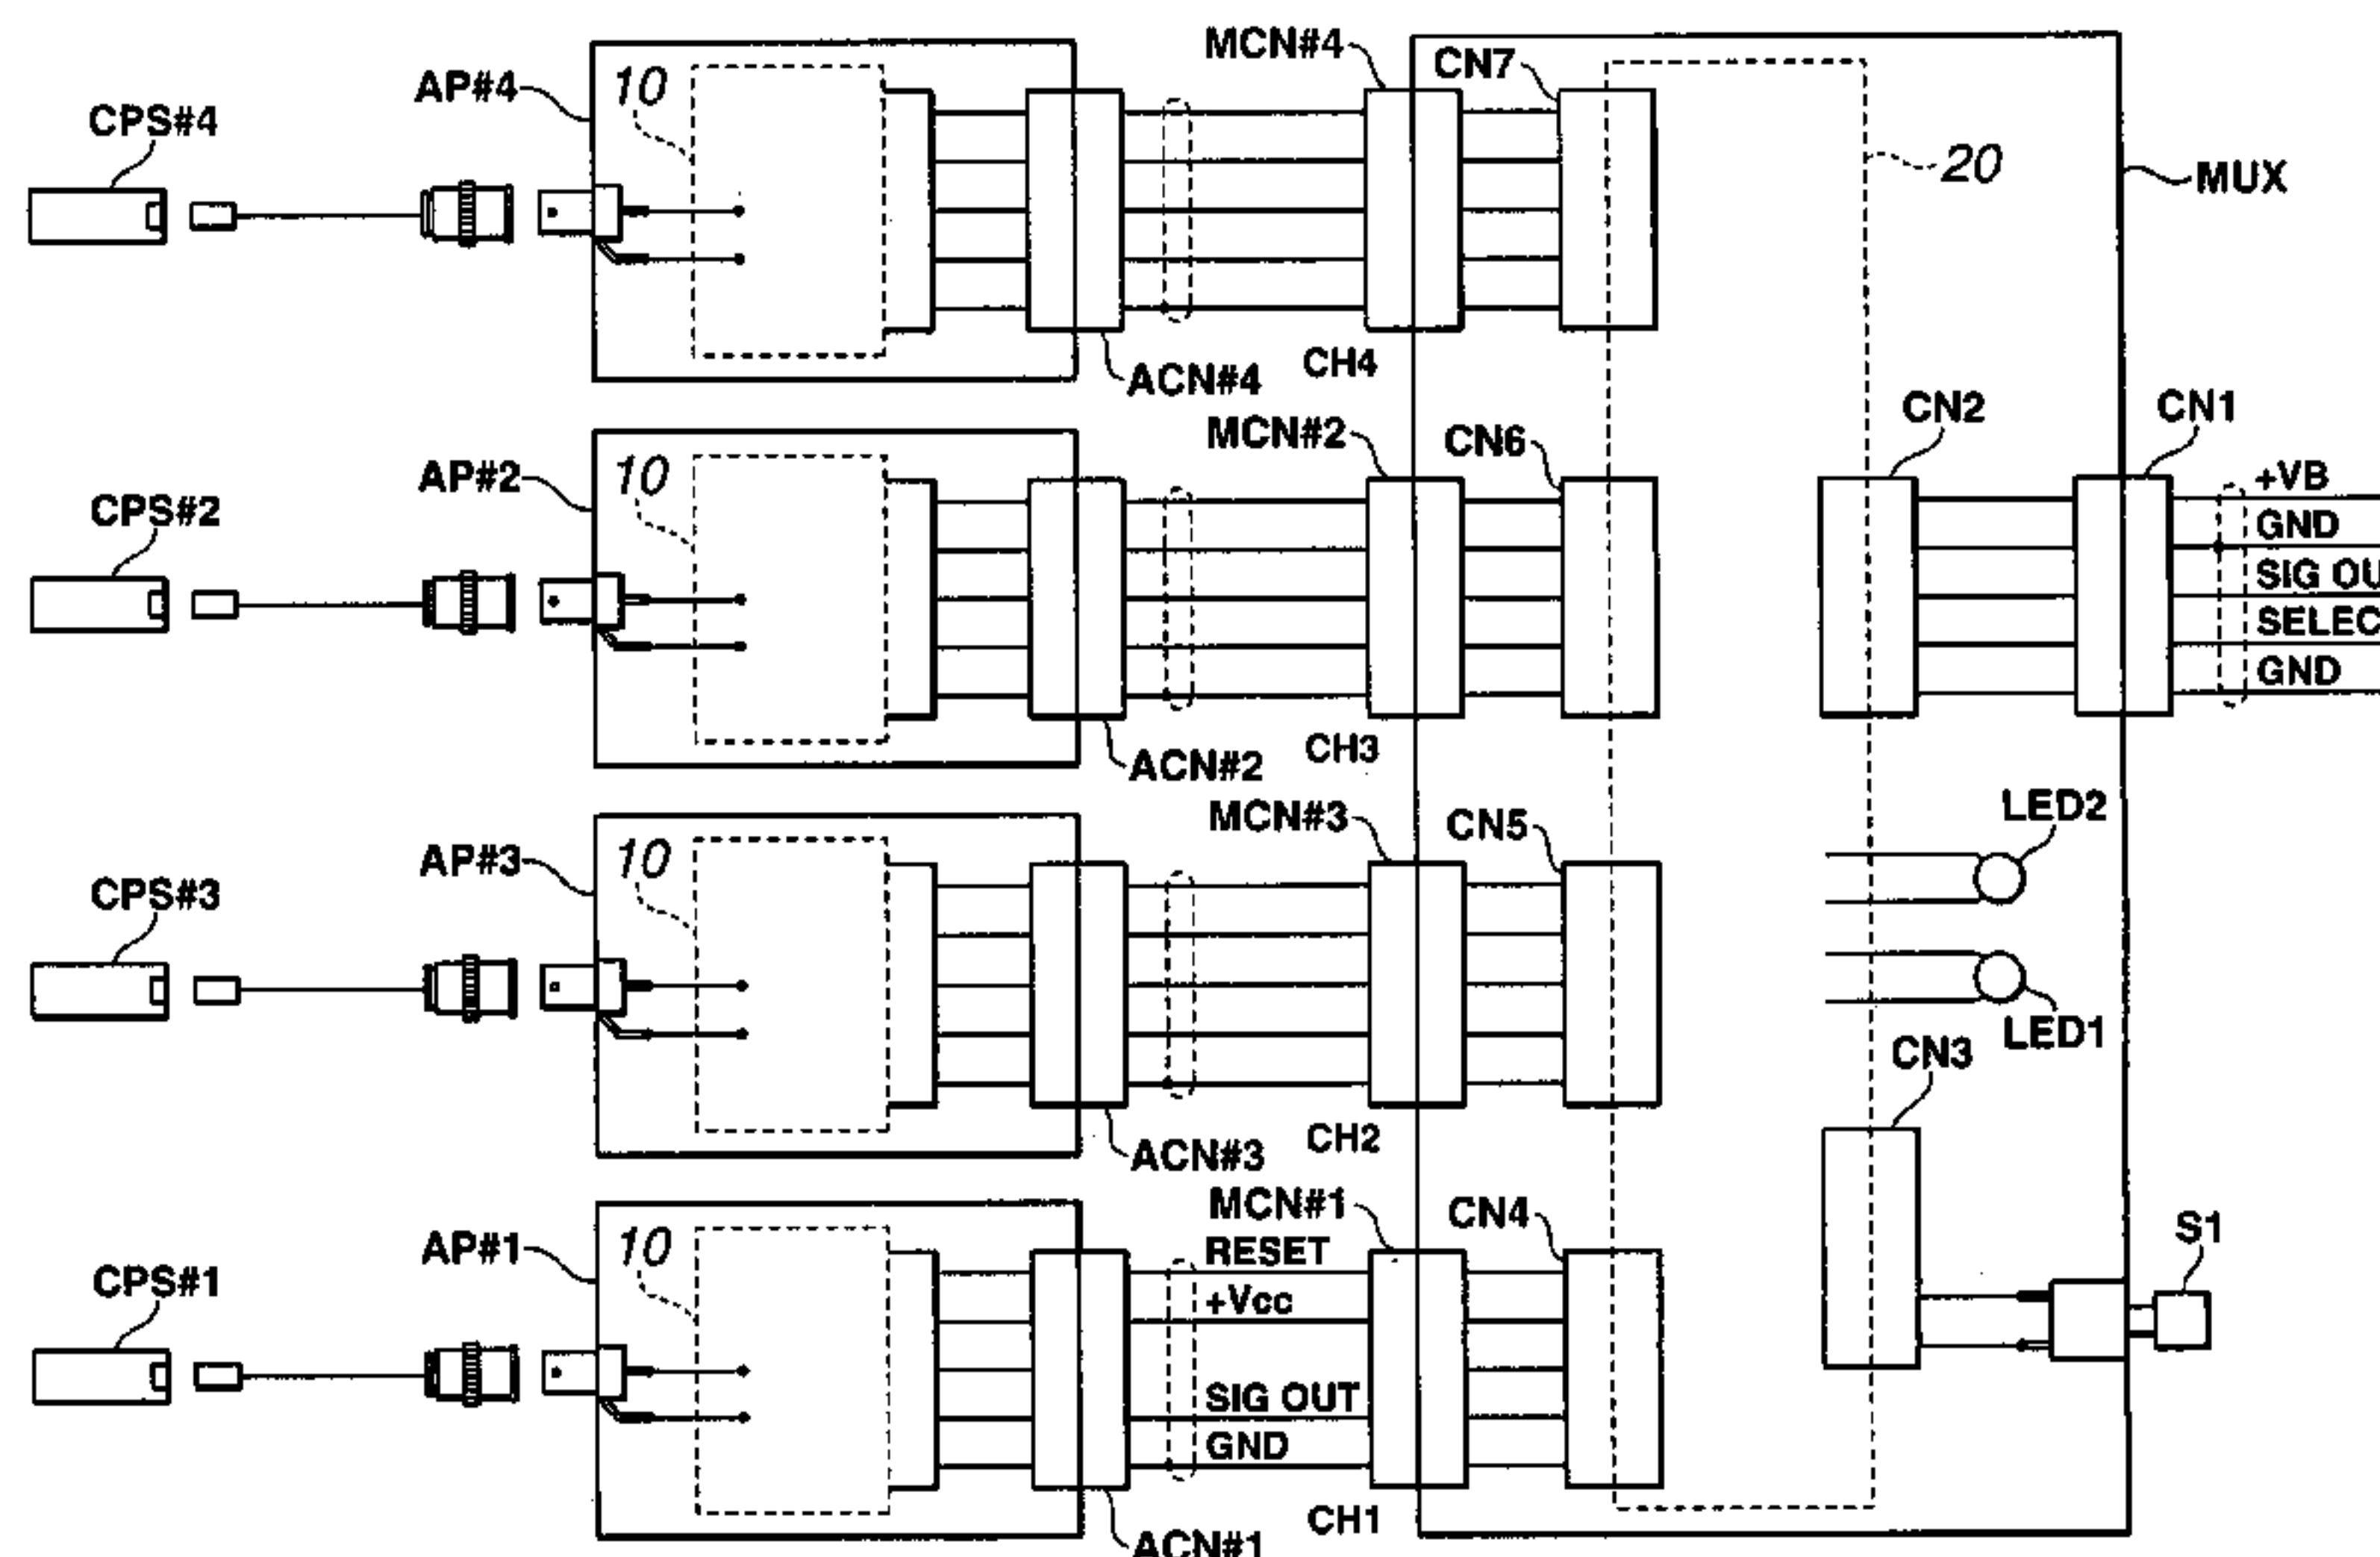 MCN#4
CN7
AP#4
10
CPS#4
20
MUX
CH4
ACN#4
CN2
CN1
MCN#2
CN6
AP#2
10
+VB
CPS#2
GND
SIG OU
SELEC
GND
CH3
ACN#2
LED2
MCN#3
CN5
AP#3
10
CPS#3
LED1
CN3
CH2
ACN#3
MCN#1
CN4
S1
AP#1
10
RESET
CPS#1
+Vcc
SIG OUT
GND
CH1
ACN#1